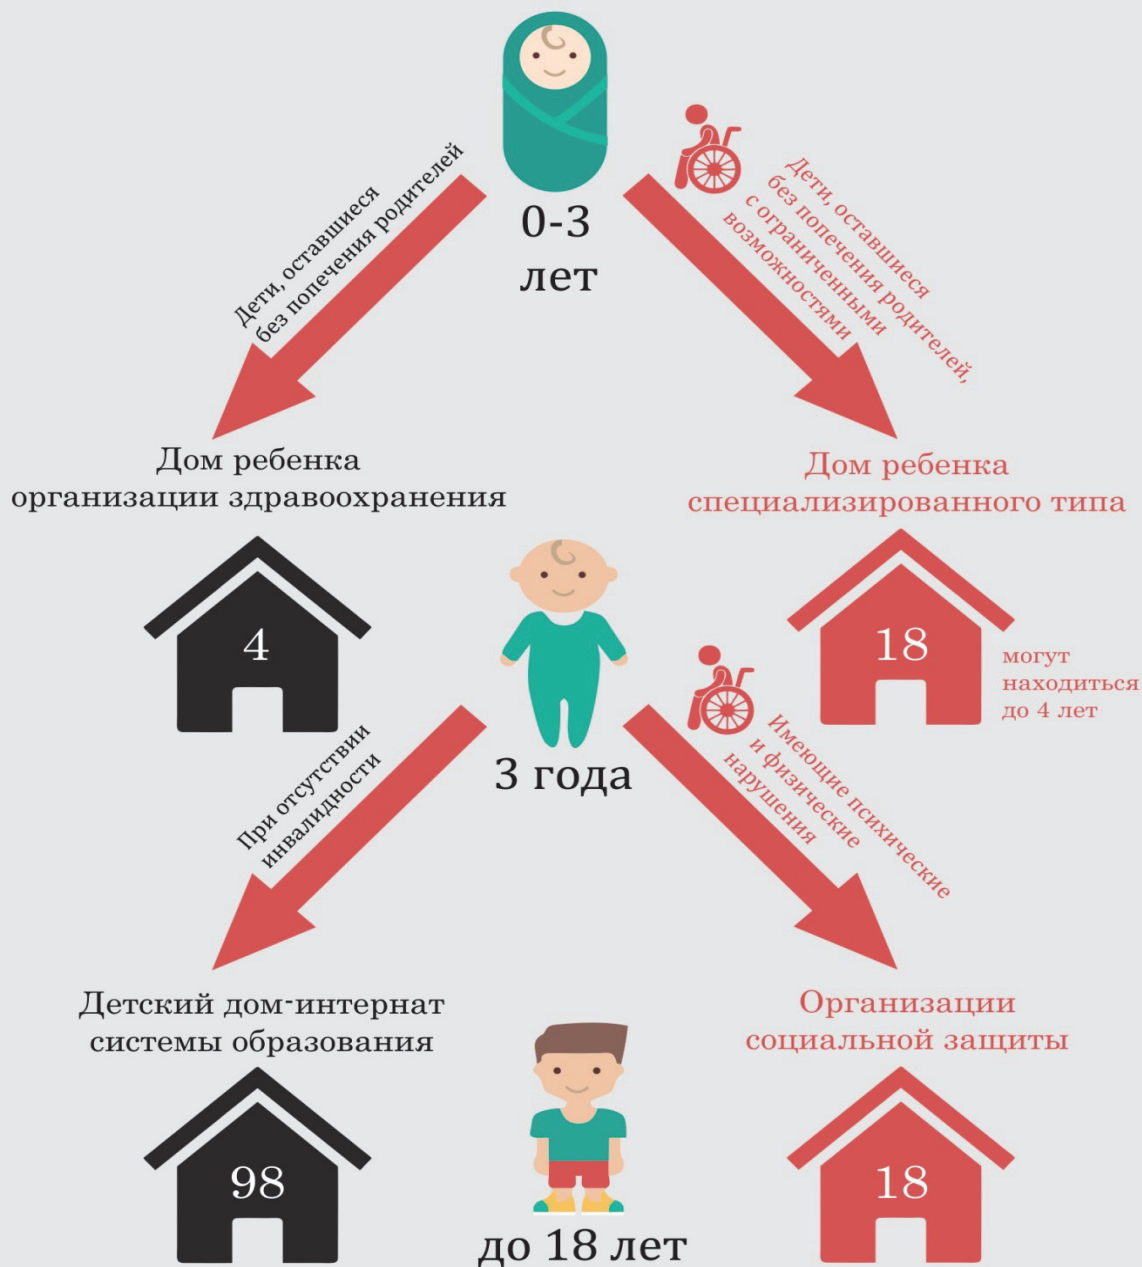 0-3
лет
Дети, оставшиеся
без попечения родителей
Дети, оставшиеся
без попечения родителей,
с ограниченными
возможностями
Дом ребенка
организации здравоохранения
Дом ребенка
специализированного типа
4
18
могут
находиться
до 4 лет
3 года
При отсутствии
инвалидности
Имеющие психические
и физические
нарушения
Детский дом-интернат
системы образования
Организации
социальной защиты
98
18
до 18 лет